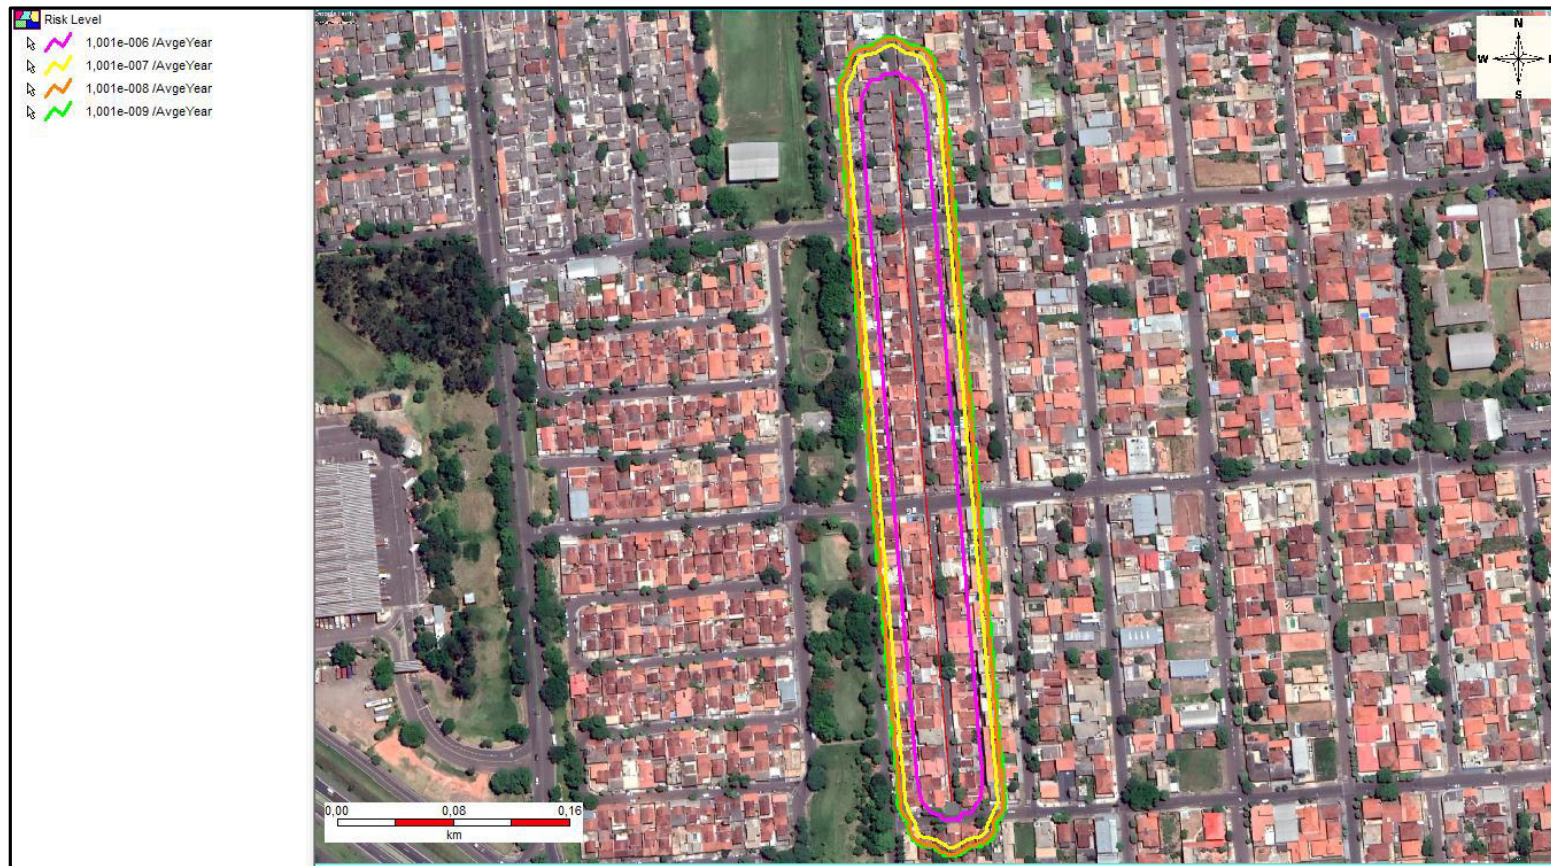 Risk Level
1,001e-006 /AvgeYear
1,001e-007 /AvgeYear
1,001e-008 /AvgeYear
1,001e-009 /AvgeYear
N
W
S
0,00 0,08 0,16
km